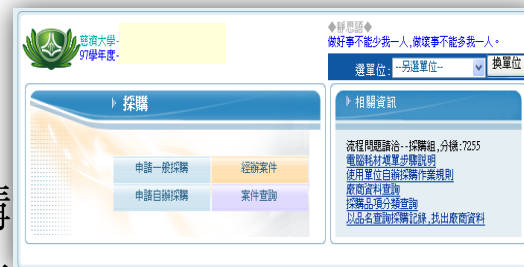 慈濟大學-
97學年度-
◆靜思語◆
做好事不能少我一人,做壞事不能多我一人。
選單位: --另選單位-- 換單位
採購
申請一般採購 經辦案件
申請自辦採購 案件查詢
相關資訊
流程問題請洽--採購組,分機:7255
電腦耗材填單步驟說明
使用單位自辦採購作業規則
廠商資料查詢
採購品項分類查詢
以品名查詢採購記錄,找出廠商資料